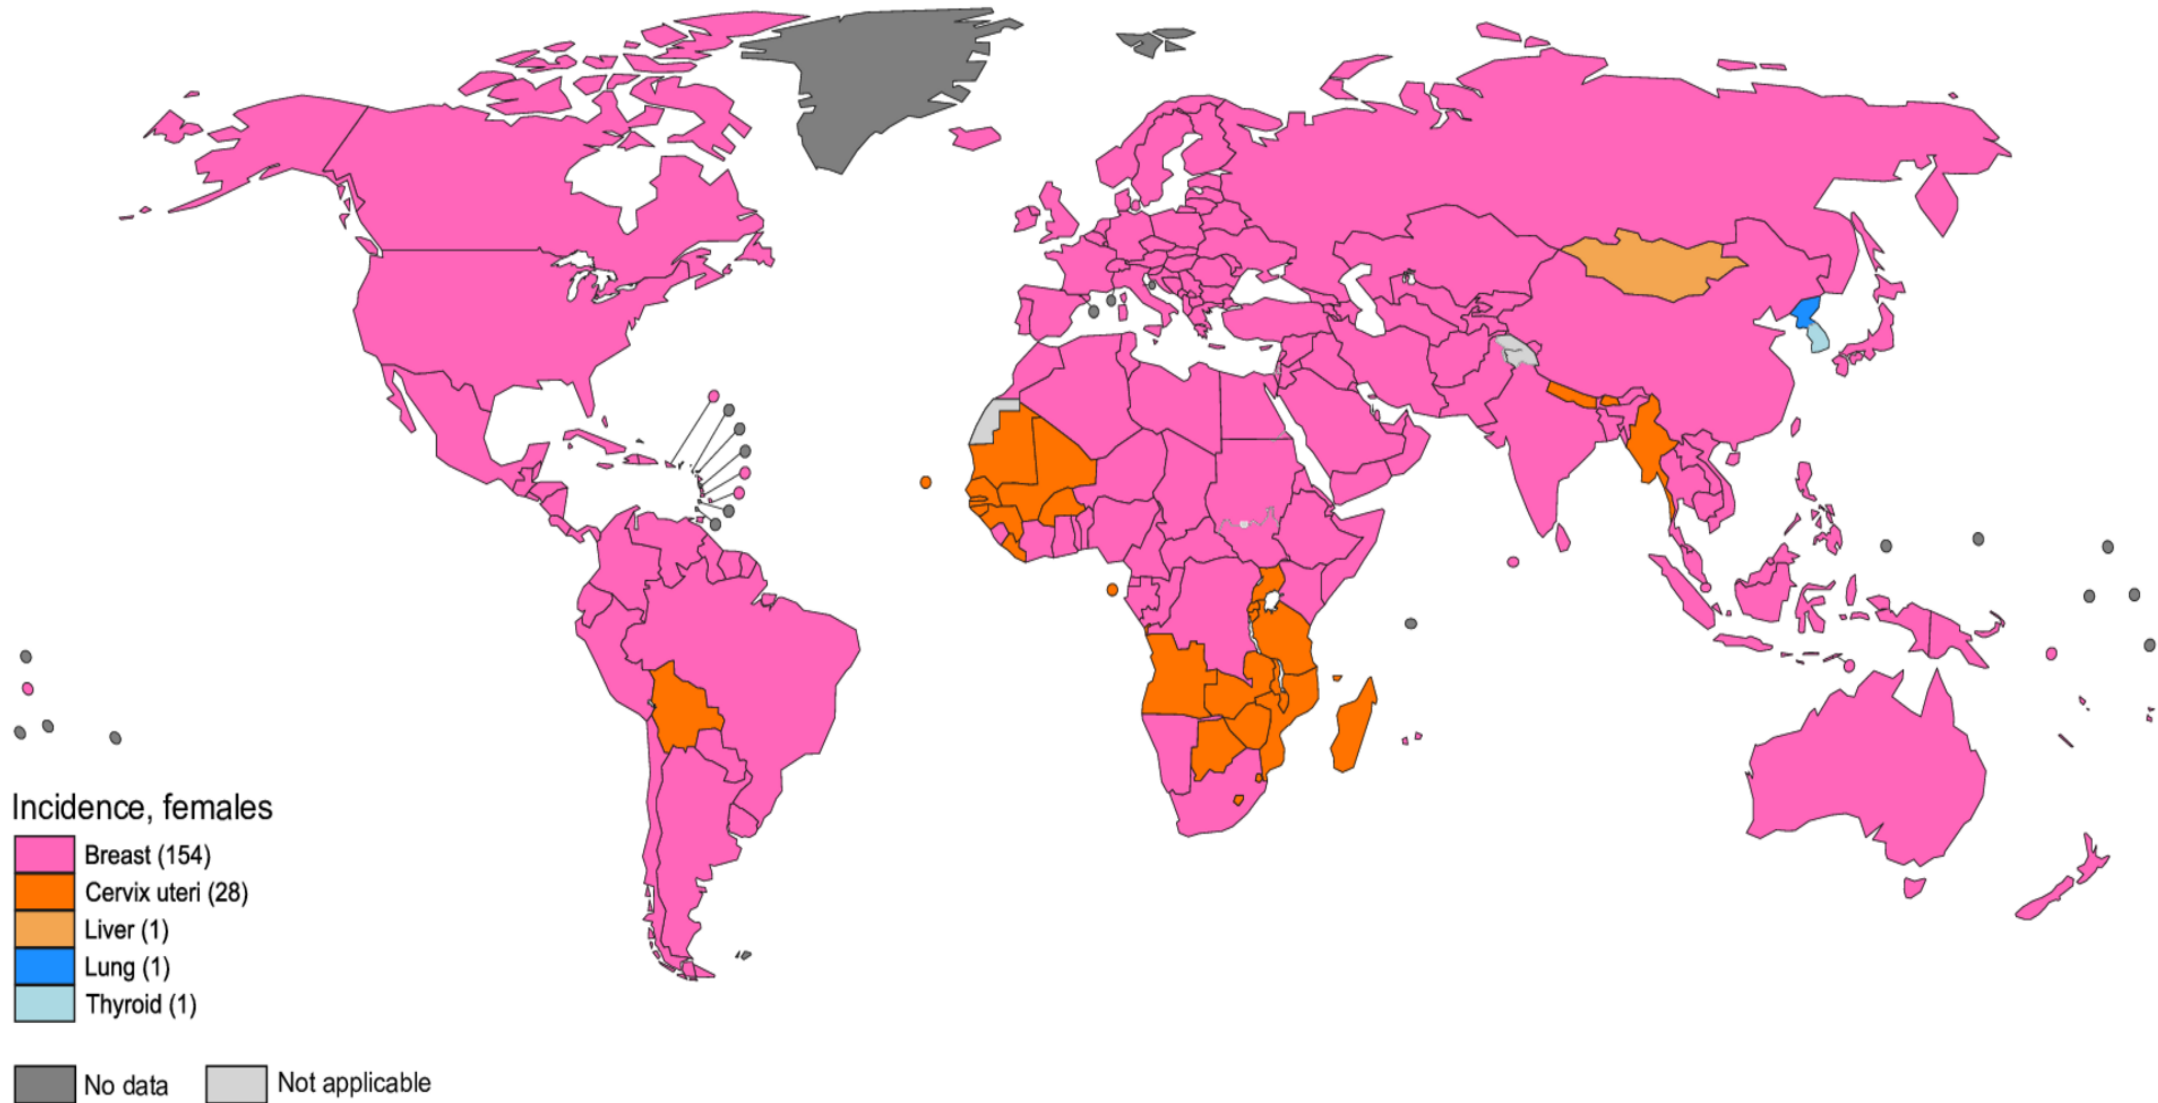 Incidence, females
Breast (154)
Cervix uteri (28)
Liver (1)
Lung (1)
Thyroid (1)
No data
Not applicable